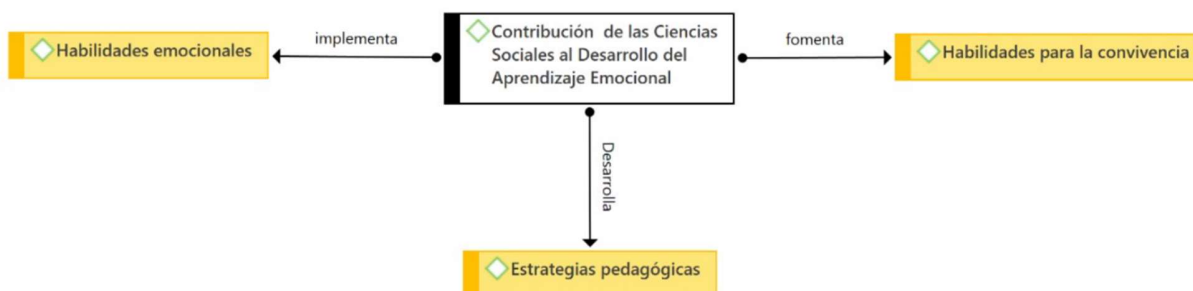 Habilidades emocionales
implementa
Contribución de las Ciencias
Sociales al Desarrollo del
Aprendizaje Emocional
fomenta
Habilidades para la convivencia
Desarrolla
Estrategias pedagógicas